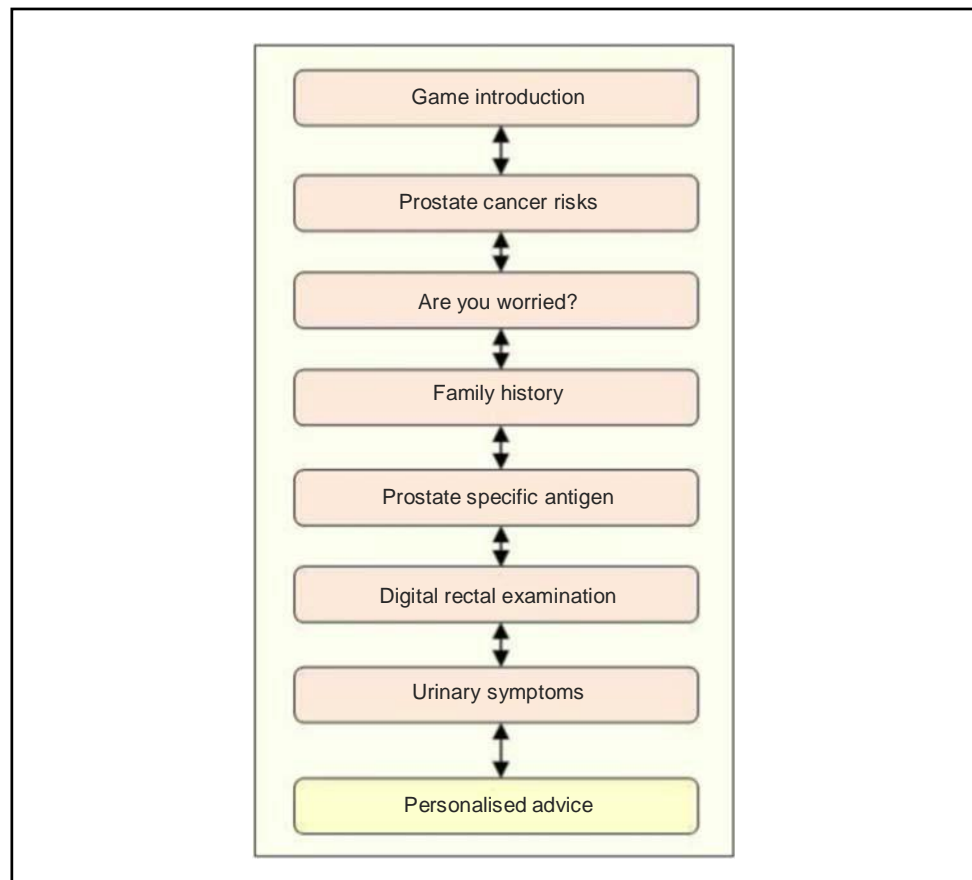 Game introduction
Prostate cancer risks
Are you worried?
Family history
Prostate specific antigen
Digital rectal examination
Urinary symptoms
Personalised advice